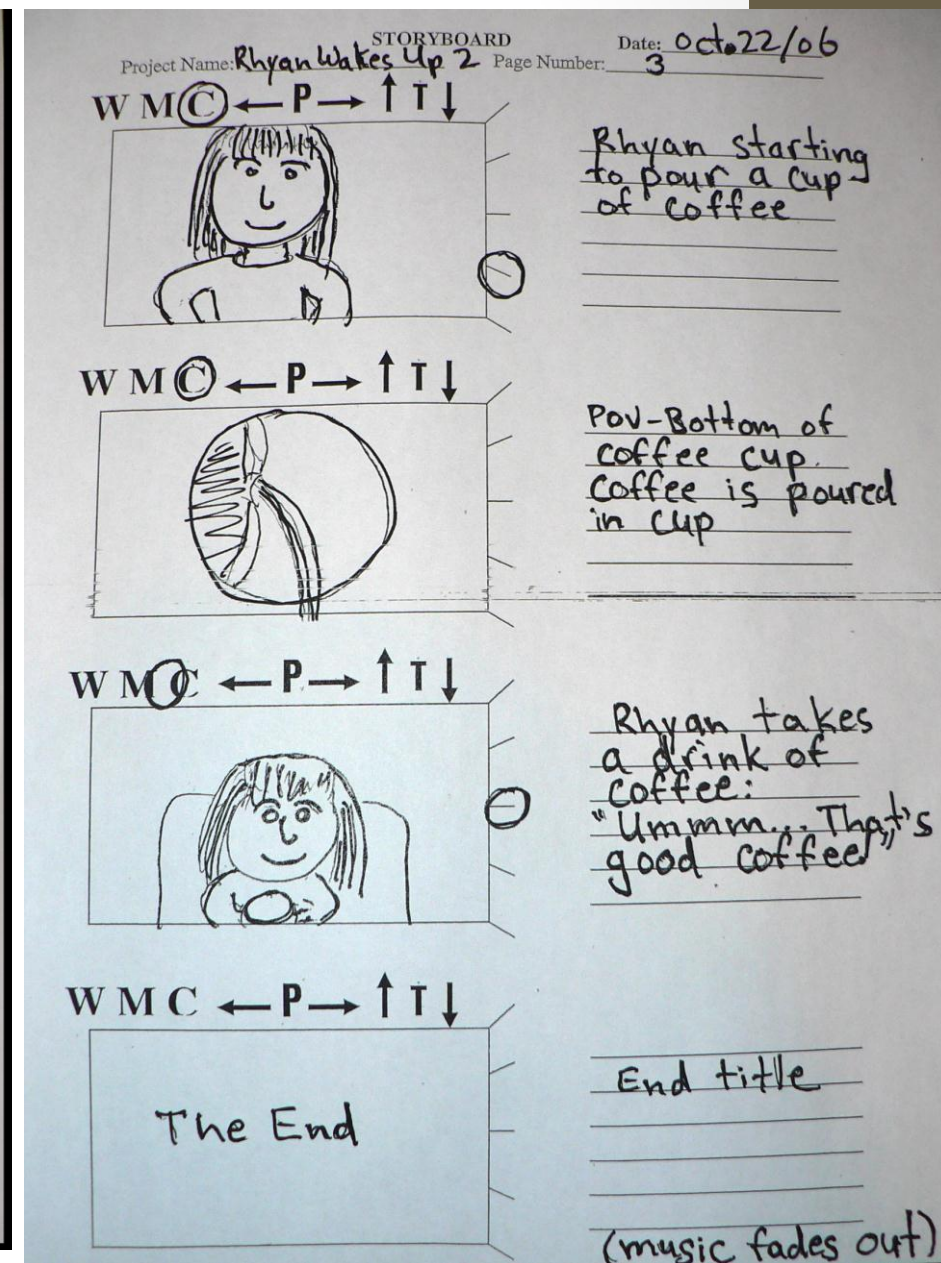 STORYBOARD
Project Name: Rhyan Wakes Up 2 Page Number: 3 Date: Oct.22/06
W M C ← P → ↑ T ↓
Rhyan starting
to pour a cup
of coffee
W M C ← P → ↑ T ↓
POV-Bottom of
coffee cup.
Coffee is poured
in cup
W M C ← P → ↑ T ↓
Rhyan takes
a drink of
coffee:
"Ummm... That's
good coffee"
W M C ← P → ↑ T ↓
The End
End title
(music fades out)